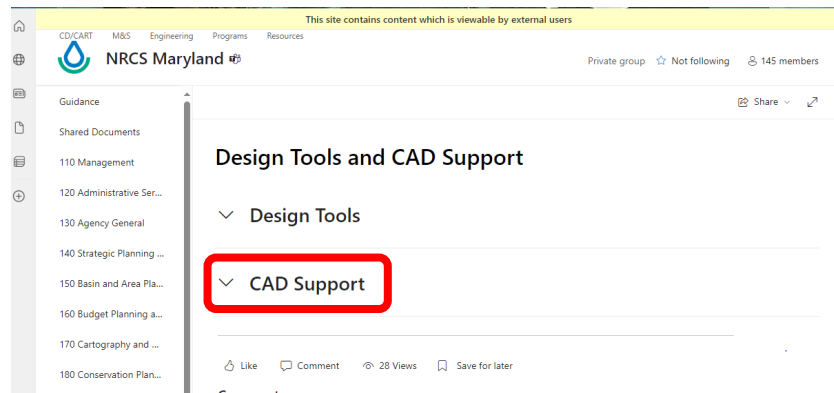 This site contains content which is viewable by external users
CD/CART M&S Engineering Programs Resources
NRCS Maryland
Private group Not following 145 members
Guidance
Share
Shared Documents
Design Tools and CAD Support
110 Management
120 Administrative Ser...
Design Tools
130 Agency General
140 Strategic Planning ...
CAD Support
150 Basin and Area Pla...
160 Budget Planning a...
170 Cartography and ...
Like Comment 28 Views Save for later
180 Conservation Plan...